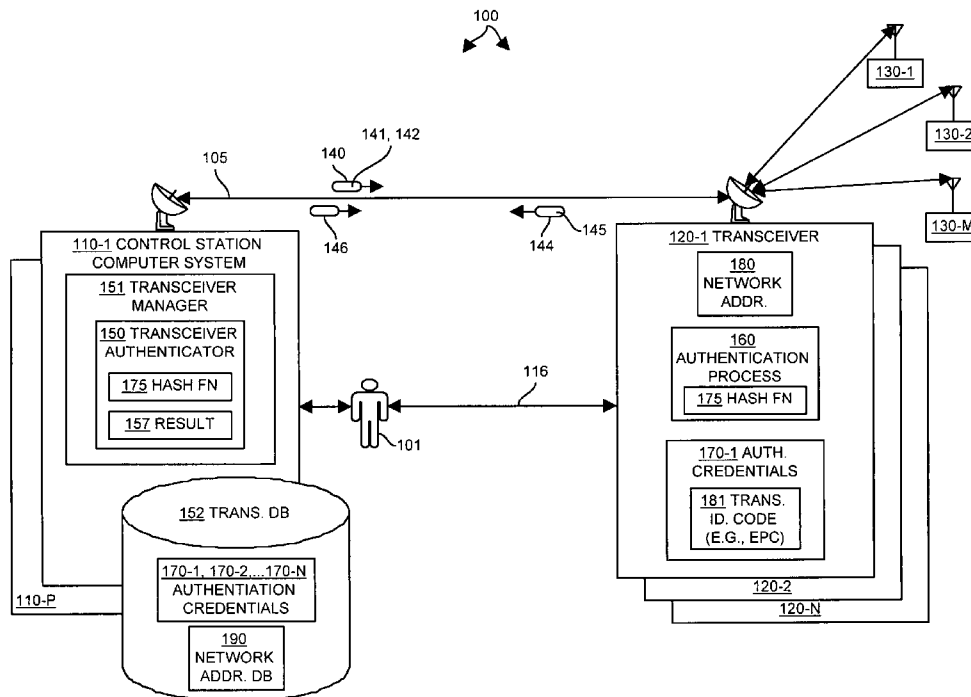 100
130-1
130-2
130-M
141, 142
140
105
146
144
145
110-1 CONTROL STATION
COMPUTER SYSTEM
151 TRANSCEIVER
MANAGER
150 TRANSCEIVER
AUTHENTICATOR
175 HASH FN
157 RESULT
110-P
152 TRANS. DB
170-1, 170-2....170-N
AUTHENTIATION
CREDENTIALS
190
NETWORK
ADDR. DB
101
116
120-1 TRANSCEIVER
180
NETWORK
ADDR.
160
AUTHENTICATION
PROCESS
175 HASH FN
170-1 AUTH.
CREDENTIALS
181 TRANS.
ID. CODE
(E.G., EPC)
120-2
120-N